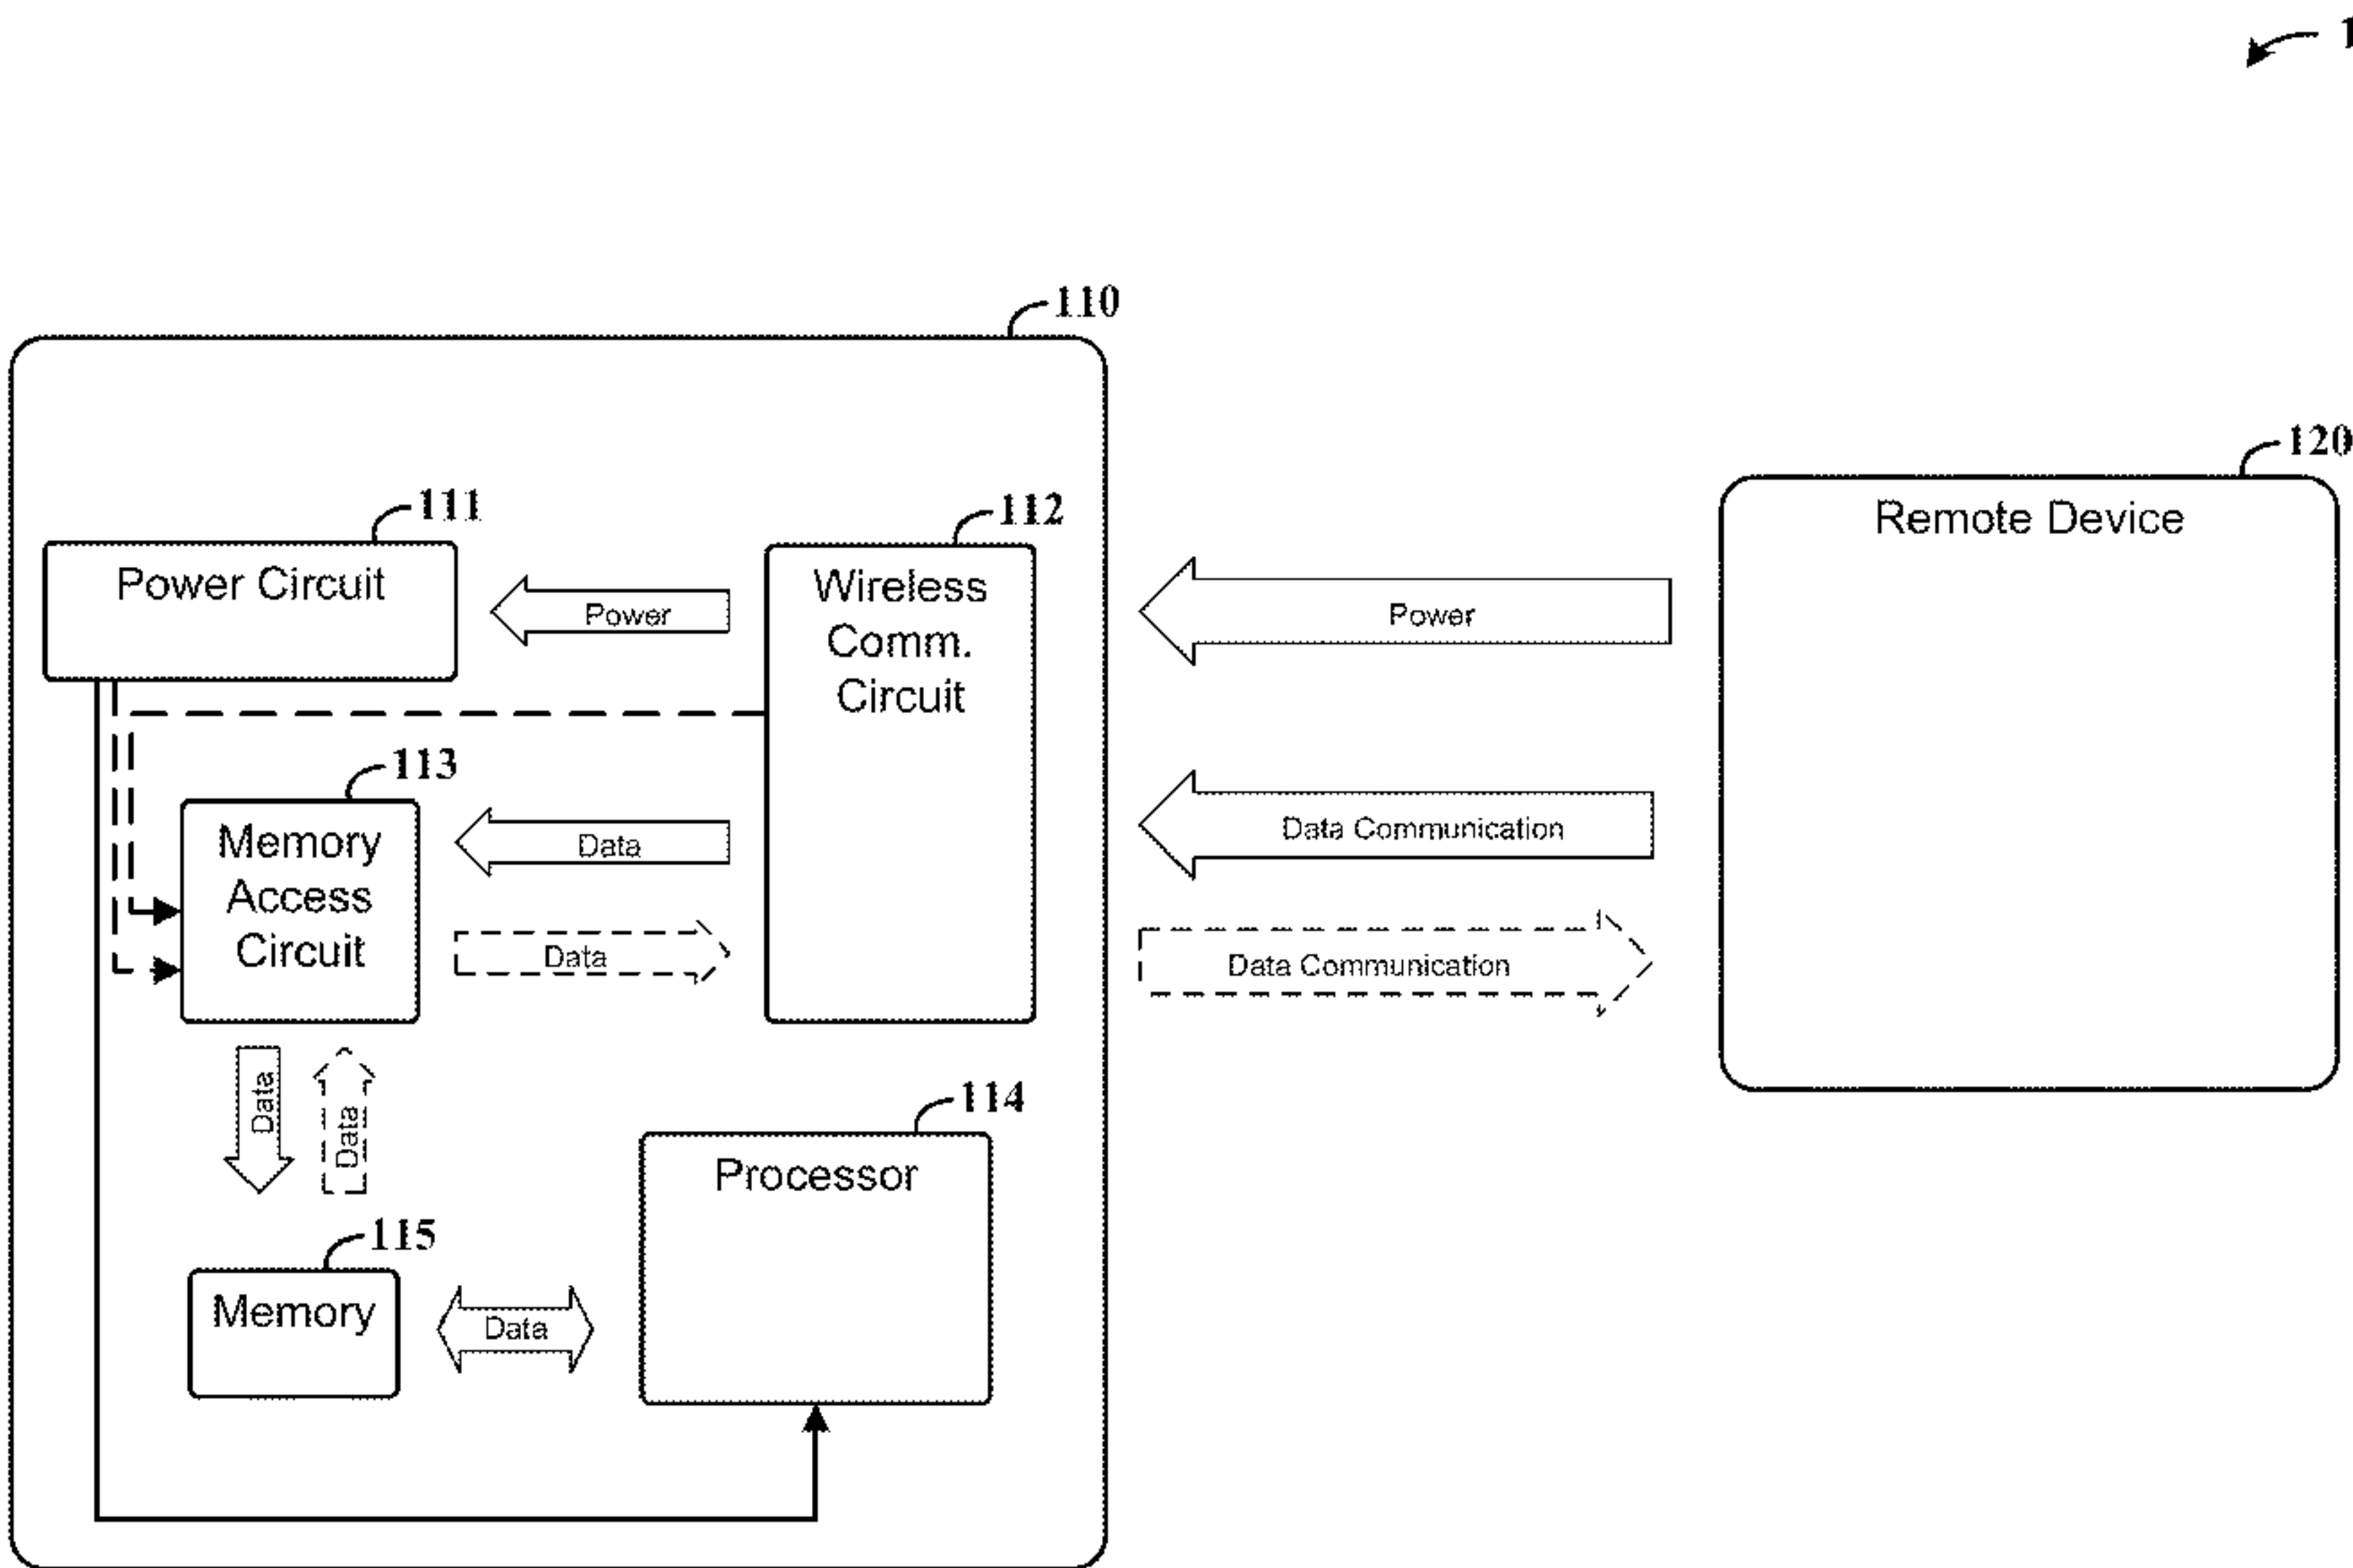 110
120
Remote Device
111
112
Power Circuit
Wireless
Comm.
Circuit
Power
Power
113
Memory
Access
Circuit
Data
Data Communication
Data
Data Communication
Data
Data
114
Processor
115
Memory
Data